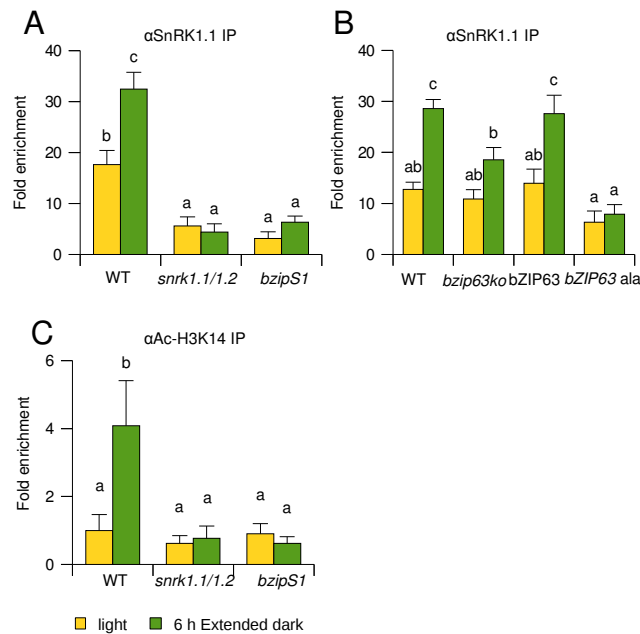 A
αSnRK1.1 IP
Fold enrichment
40
30
20
10
0
b
c
a
a
a
a
WT
snrk1.1/1.2
bzipS1
B
αSnRK1.1 IP
Fold enrichment
40
30
20
10
0
ab
c
ab
b
ab
c
a
a
WT
bzip63ko
bZIP63
bZIP63 ala
C
αAc-H3K14 IP
Fold enrichment
6
4
2
0
a
b
a
a
a
a
WT
snrk1.1/1.2
bzipS1
light
6 h Extended dark